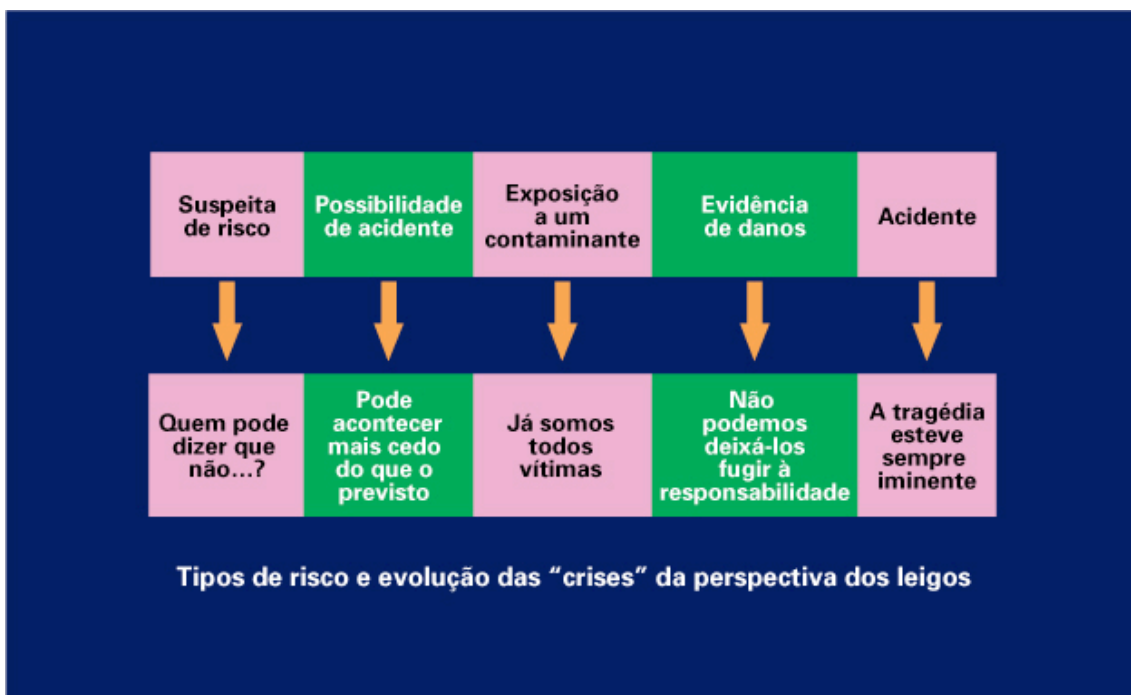 Suspeita
de risco
Possibilidade
de acidente
Exposição
a um
contaminante
Evidência
de danos
Acidente
Quem pode
dizer que
não...?
Pode
acontecer
mais cedo
do que o
previsto
Já somos
todos
vítimas
Não
podemos
deixá-los
fugir à
responsabilidade
A tragédia
esteve
sempre
iminente
Tipos de risco e evolução das “crises” da perspectiva dos leigos